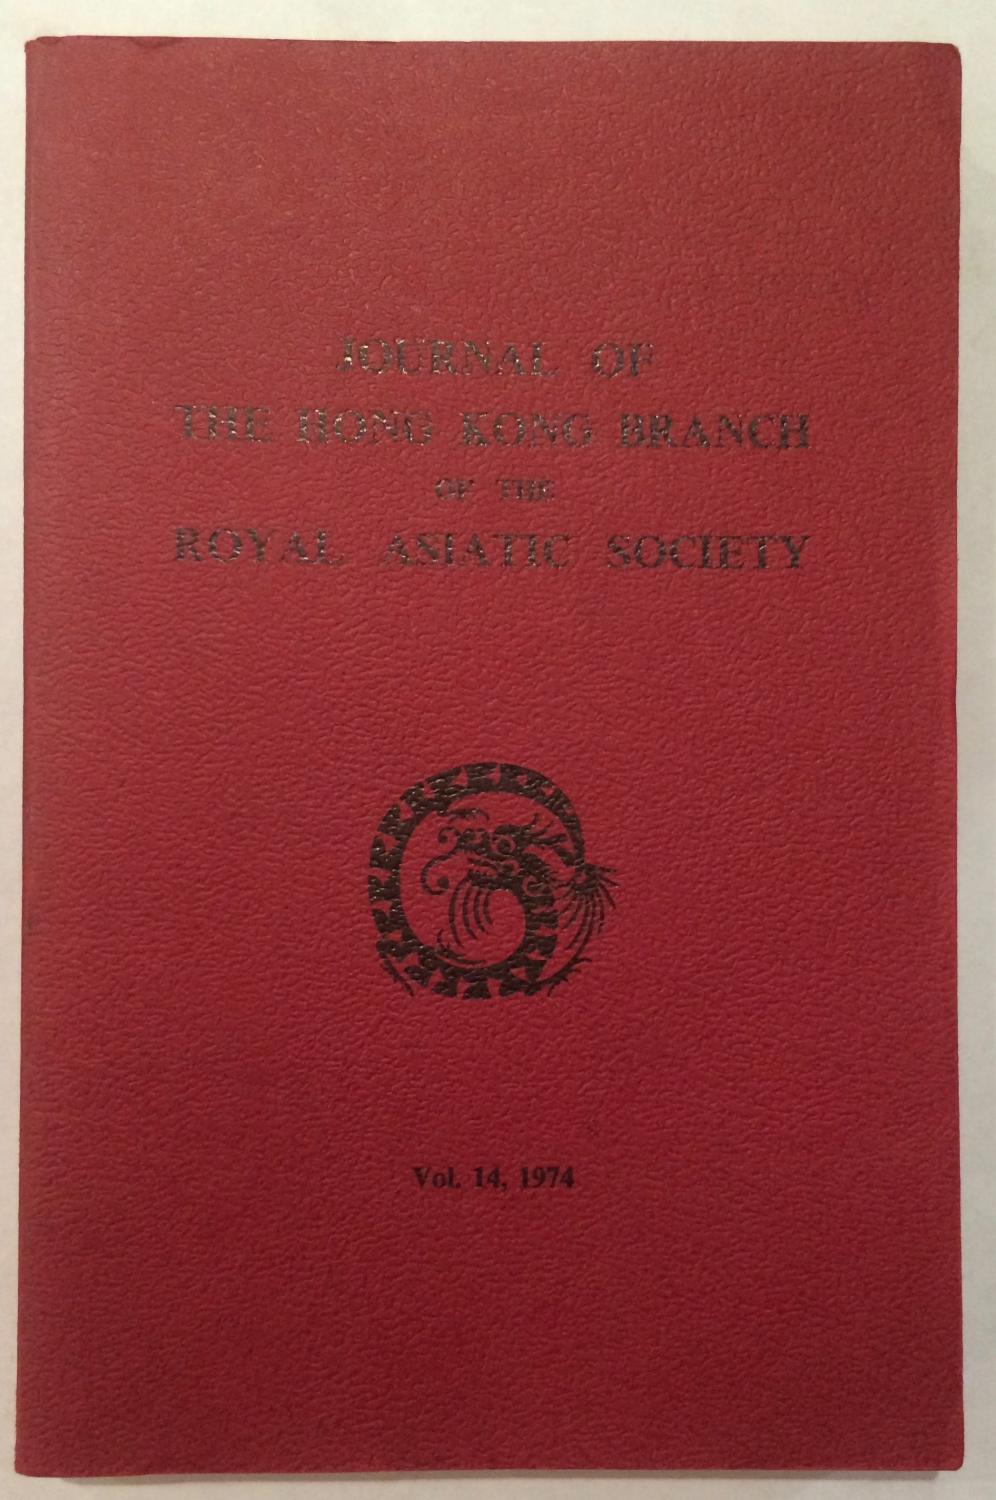 JOURNAL OF
THE HONG KONG BRANCH
OF THE
ROYAL ASIATIC SOCIETY
Vol. 14, 1974